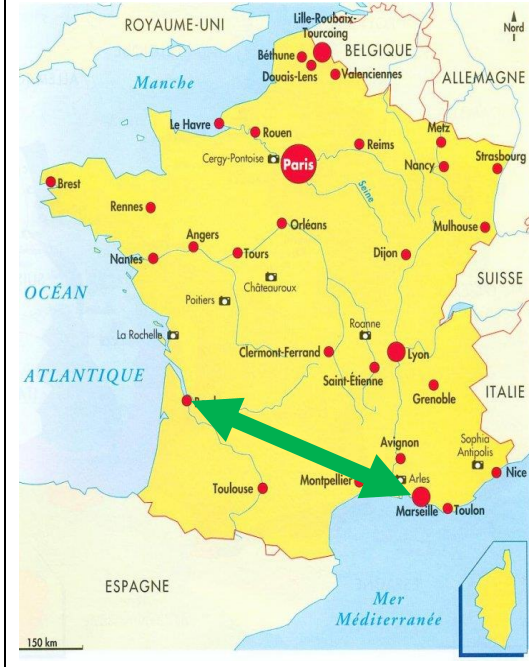 ROYAUME-UNI
Lille-Roubaix-
Tourcoing
Nord
BELGIQUE
Béthune
Douais-Lens
Valenciennes
ALLEMAGNE
Manche
Le Havre
Rouen
Reims
Metz
Cergy-Pontoise
Paris
Nancy
Strasbourg
Brest
Seine
Rennes
Orléans
Mulhouse
Angers
Nantes
Tours
Dijon
SUISSE
OCÉAN
Châteauroux
Poitiers
La Rochelle
Roanne
Clermont-Ferrand
Lyon
ATLANTIQUE
Saint-Étienne
Grenoble
ITALIE
Avignon
Sophia
Antipolis
Toulouse
Montpellier
Arles
Nice
Marseille
Toulon
ESPAGNE
Mer
Méditerranée
150 km